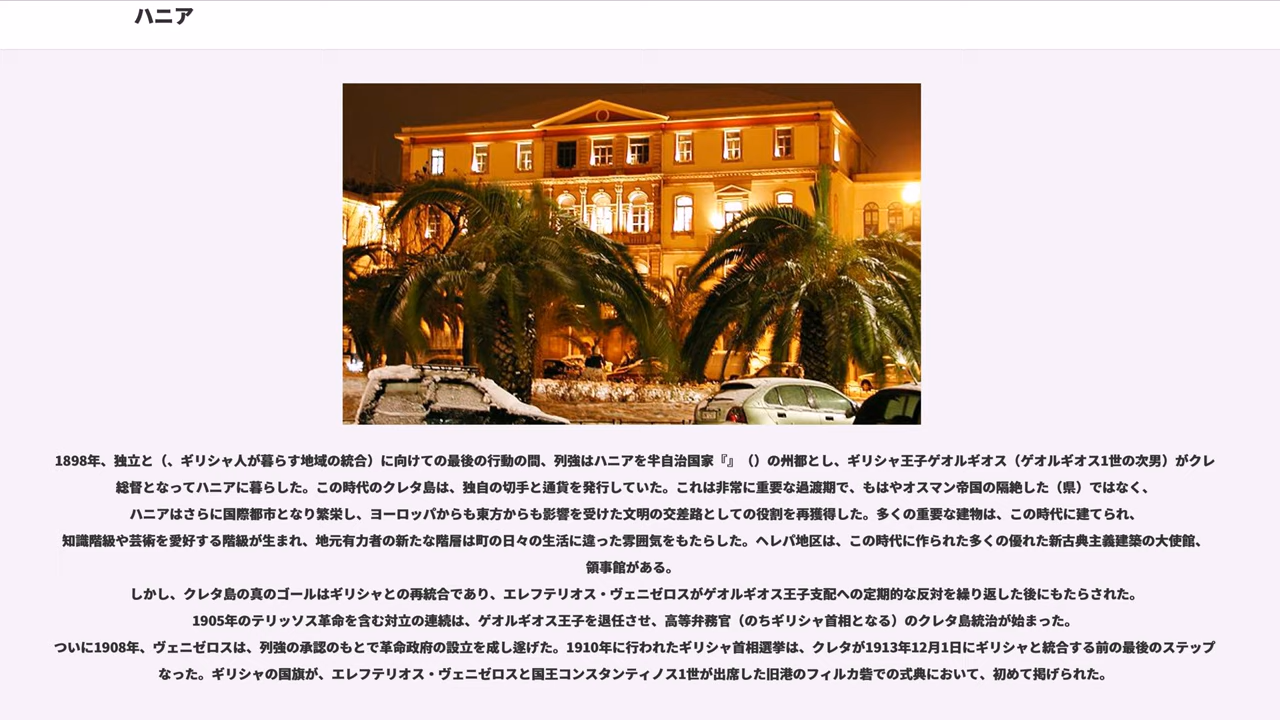 ハニア
1898年、独立と（、ギリシャ人が暮らす地域の統合）に向けての最後の行動の間、列強はハニアを半自治国家『』（）の州都とし、ギリシャ王子ゲオルギオス（ゲオルギオス1世の次男）がクレ
総督となってハニアに暮らした。この時代のクレタ島は、独自の切手と通貨を発行していた。これは非常に重要な過渡期で、もはやオスマン帝国の隔絶した（県）ではなく、
ハニアはさらに国際都市となり繁栄し、ヨーロッパからも東方からも影響を受けた文明の交差路としての役割を再獲得した。多くの重要な建物は、この時代に建てられ、
知識階級や芸術を愛好する階級が生まれ、地元有力者の新たな階層は町の日々の生活に違った雰囲気をもたらした。ヘレパ地区は、この時代に作られた多くの優れた新古典主義建築の大使館、
領事館がある。
しかし、クレタ島の真のゴールはギリシャとの再統合であり、エレフテリオス・ヴェニゼロスがゲオルギオス王子支配への定期的な反対を繰り返した後にもたらされた。
1905年のテリッソス革命を含む対立の連続は、ゲオルギオス王子を退任させ、高等弁務官（のちギリシャ首相となる）のクレタ島統治が始まった。
ついに1908年、ヴェニゼロスは、列強の承認のもとで革命政府の設立を成し遂げた。1910年に行われたギリシャ首相選挙は、クレタが1913年12月1日にギリシャと統合する前の最後のステップ
なった。ギリシャの国旗が、エレフテリオス・ヴェニゼロスと国王コンスタンティノス1世が出席した旧港のフィルカ砦での式典において、初めて掲げられた。